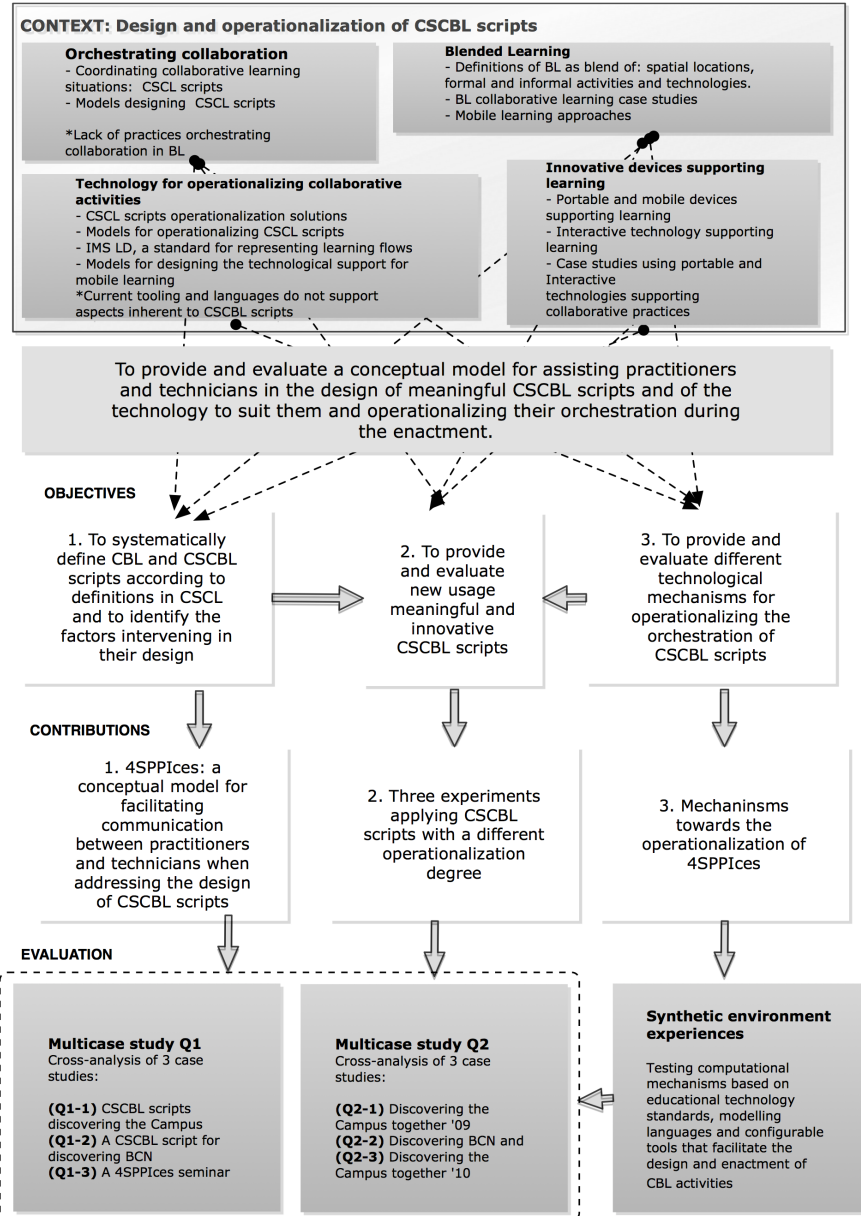 CONTEXT: Design and operationalization of CSCBL scripts
Orchestrating collaboration
- Coordinating collaborative learning
situations:  CSCL scripts
- Models designing  CSCL scripts
*Lack of practices orchestrating
collaboration in BL
Blended Learning
- Definitions of BL as blend of: spatial locations,
formal and informal activities and technologies.
- BL collaborative learning case studies
- Mobile learning approaches
Technology for operationalizing collaborative
activities
- CSCL scripts operationalization solutions
- Models for operationalizing CSCL scripts
- IMS LD, a standard for representing learning flows
- Models for designing the technological support for
mobile learning
*Current tooling and languages do not support
aspects inherent to CSCBL scripts
Innovative devices supporting
learning
- Portable and mobile devices
supporting learning
- Interactive technology supporting
learning
- Case studies using portable and
Interactive
technologies supporting
collaborative practices
To provide and evaluate a conceptual model for assisting practitioners
and technicians in the design of meaningful CSCBL scripts and of the
technology to suit them and operationalizing their orchestration during
the enactment.
OBJECTIVES
1. To systematically
define CBL and CSCBL
scripts according to
definitions in CSCL
and to identify the
factors intervening in
their design
2. To provide
and evaluate
new usage
meaningful and
innovative
CSCBL scripts
3. To provide and
evaluate different
technological
mechanisms for
operationalizing the
orchestration of
CSCBL scripts
CONTRIBUTIONS
1. 4SPPIces: a
conceptual model for
facilitating
communication
between practitioners
and technicians when
addressing the design
of CSCBL scripts
2. Three experiments
applying CSCBL
scripts with a different
operationalization
degree
3. Mechaninsms
towards the
operationalization of
4SPPIces
EVALUATION
Multicase study Q1
Cross-analysis of 3 case
studies:
(Q1-1) CSCBL scripts
discovering the Campus
(Q1-2) A CSCBL script for
discovering BCN
(Q1-3) A 4SPPIces seminar
Multicase study Q2
Cross-analysis of 3 case
studies:
(Q2-1) Discovering the
Campus together '09
(Q2-2) Discovering BCN and
(Q2-3) Discovering the
Campus together '10
Synthetic environment
experiences
Testing computational
mechanisms based on
educational technology
standards, modelling
languages and configurable
tools that facilitate the
design and enactment of
CBL activities